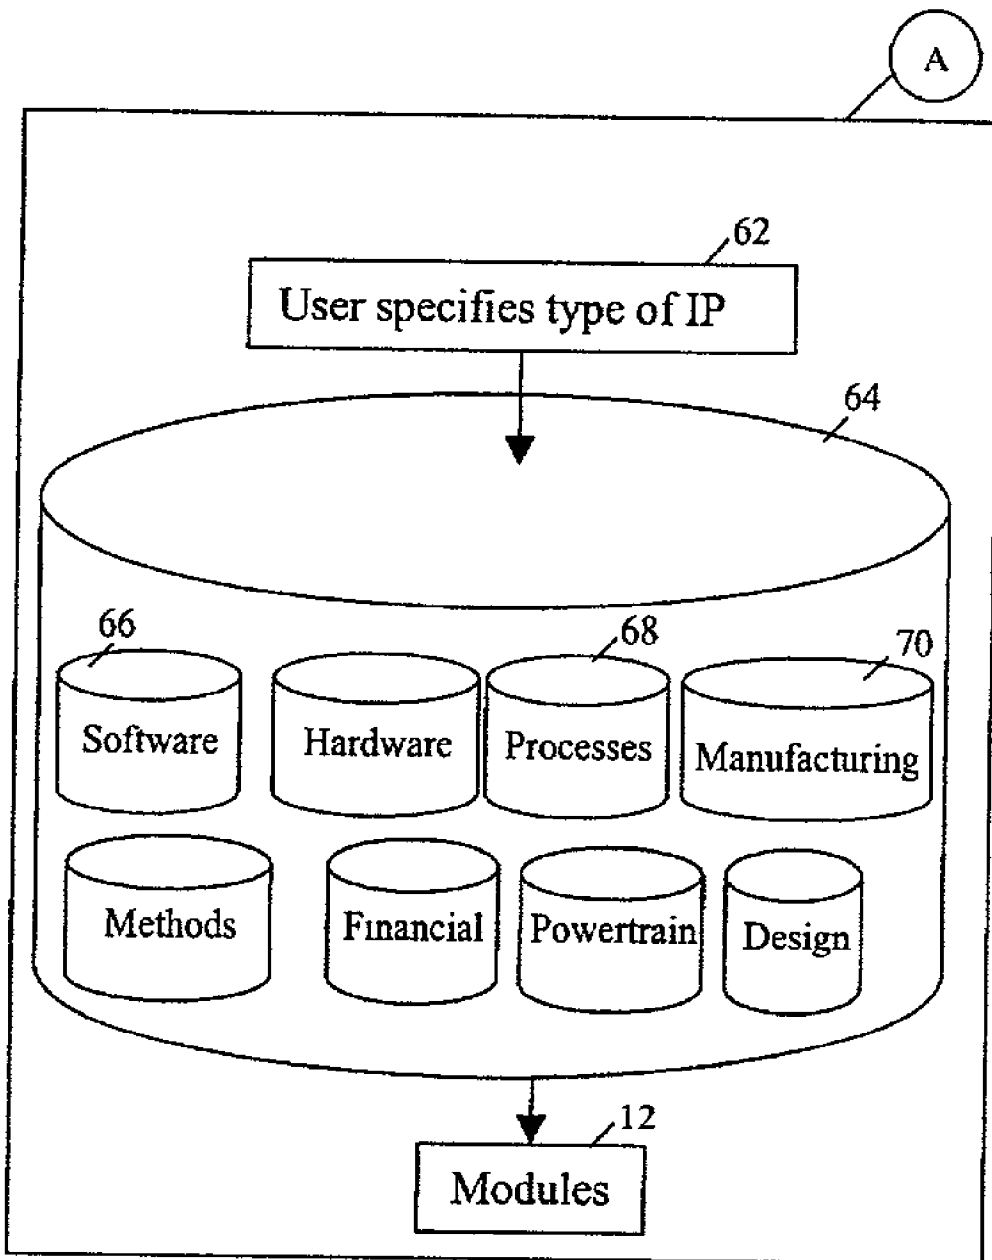 A
62
User specifies type of IP
64
66
68
70
Software
Hardware
Processes
Manufacturing
Methods
Financial
Powertrain
Design
12
Modules